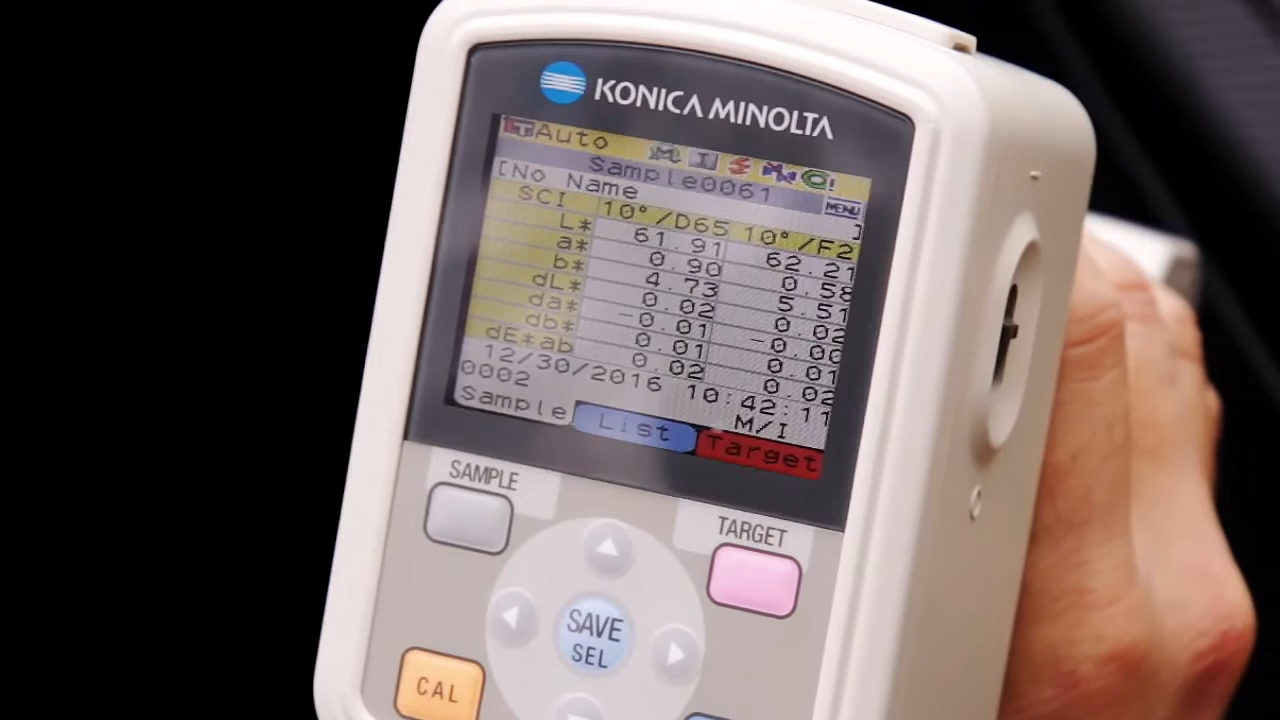 KONICA MINOLTA
Auto
Sample0061
[No Name ]
MENU
SCI 10°/D65 10°/F2
L* 61.91 62.21
a* 0.90 0.58
b* 4.73 5.51
dL* 0.02 0.02
da* -0.01 -0.00
db* 0.01 0.01
dE*ab 0.02 0.02
12/30/2016 10:42:11
0002 M/I
Sample List Target
SAMPLE
TARGET
SAVE
SEL
CAL